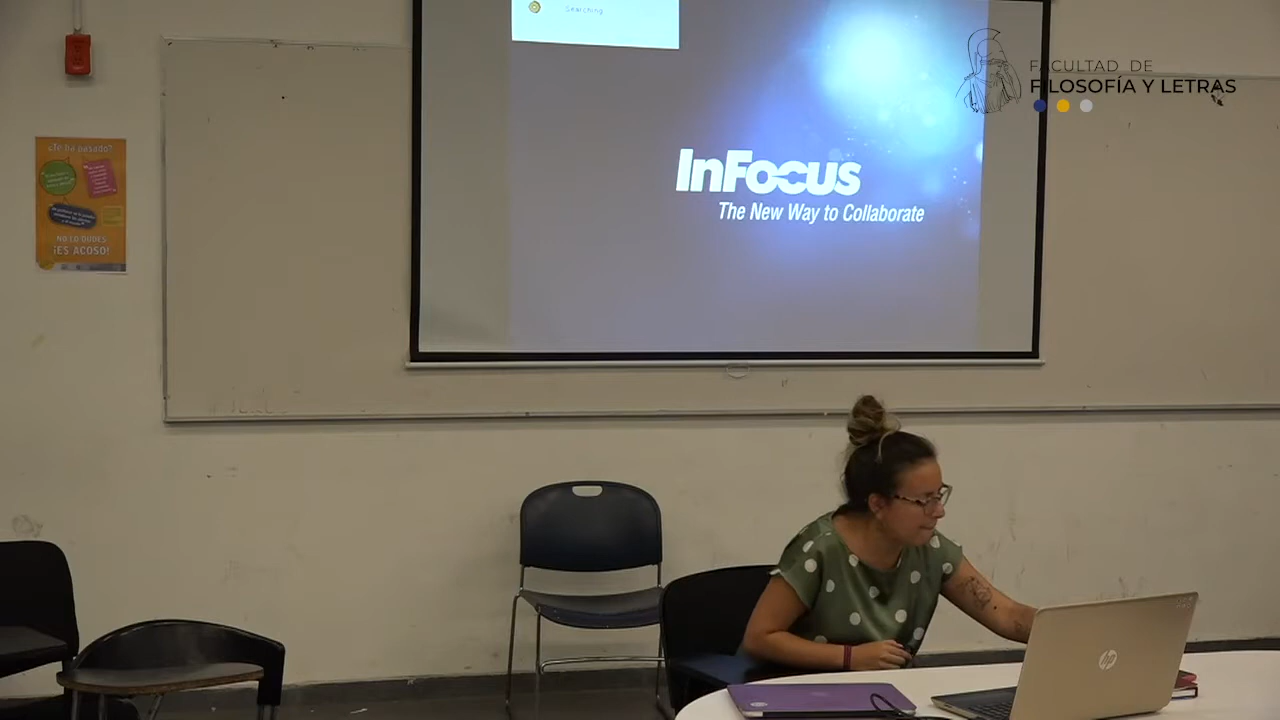 Searching
FACULTAD DE
FILOSOFÍA Y LETRAS
InFocus
The New Way to Collaborate
¿Te ha pasado?
NO LO DUDES
¡ES ACOSO!
hp